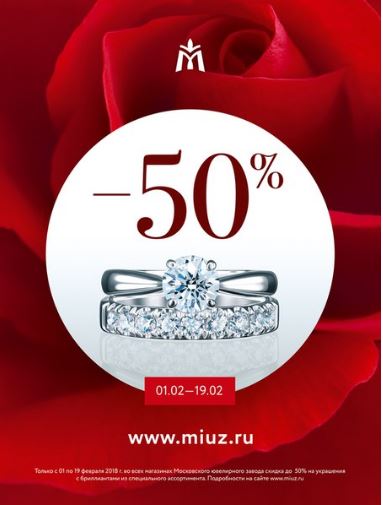 –50%
01.02—19.02
www.miuz.ru
Только с 01 по 19 февраля 2018 г. во всех магазинах Московского ювелирного завода скидка до 50% на украшения
с бриллиантами из специального ассортимента. Подробности на сайте www.miuz.ru